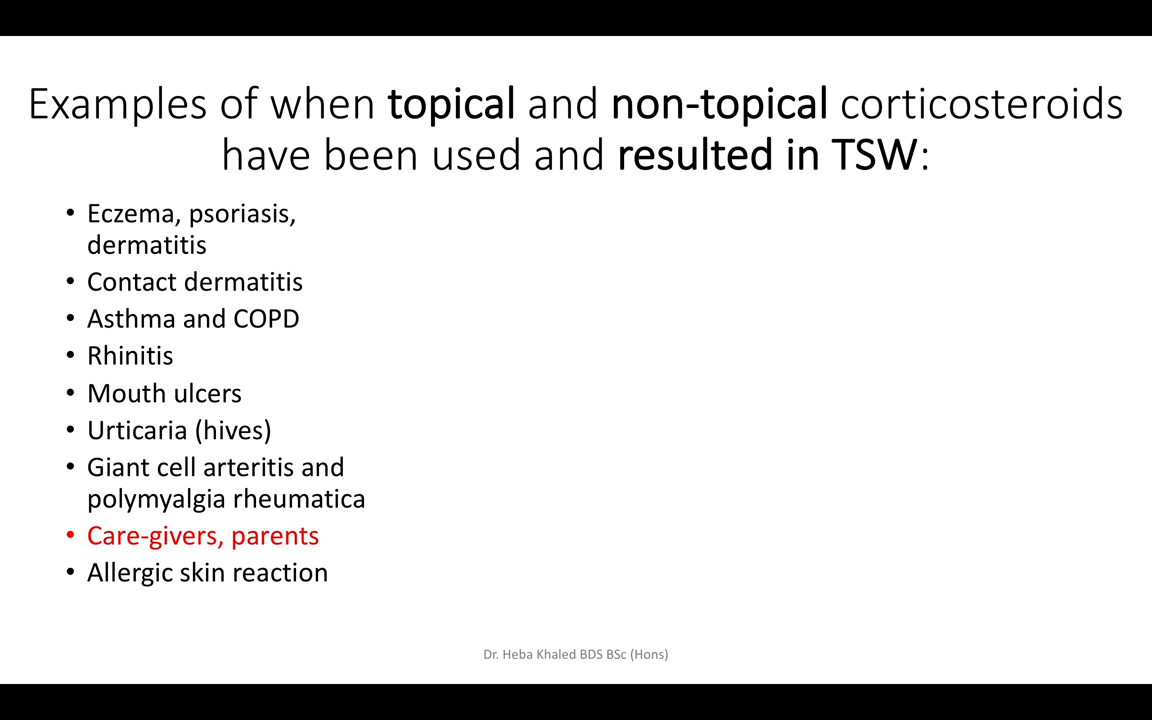 Examples of when topical and non-topical corticosteroids
have been used and resulted in TSW:
• Eczema, psoriasis,
dermatitis
• Contact dermatitis
• Asthma and COPD
• Rhinitis
• Mouth ulcers
• Urticaria (hives)
• Giant cell arteritis and
polymyalgia rheumatica
• Care-givers, parents
• Allergic skin reaction
Dr. Heba Khaled BDS BSc (Hons)